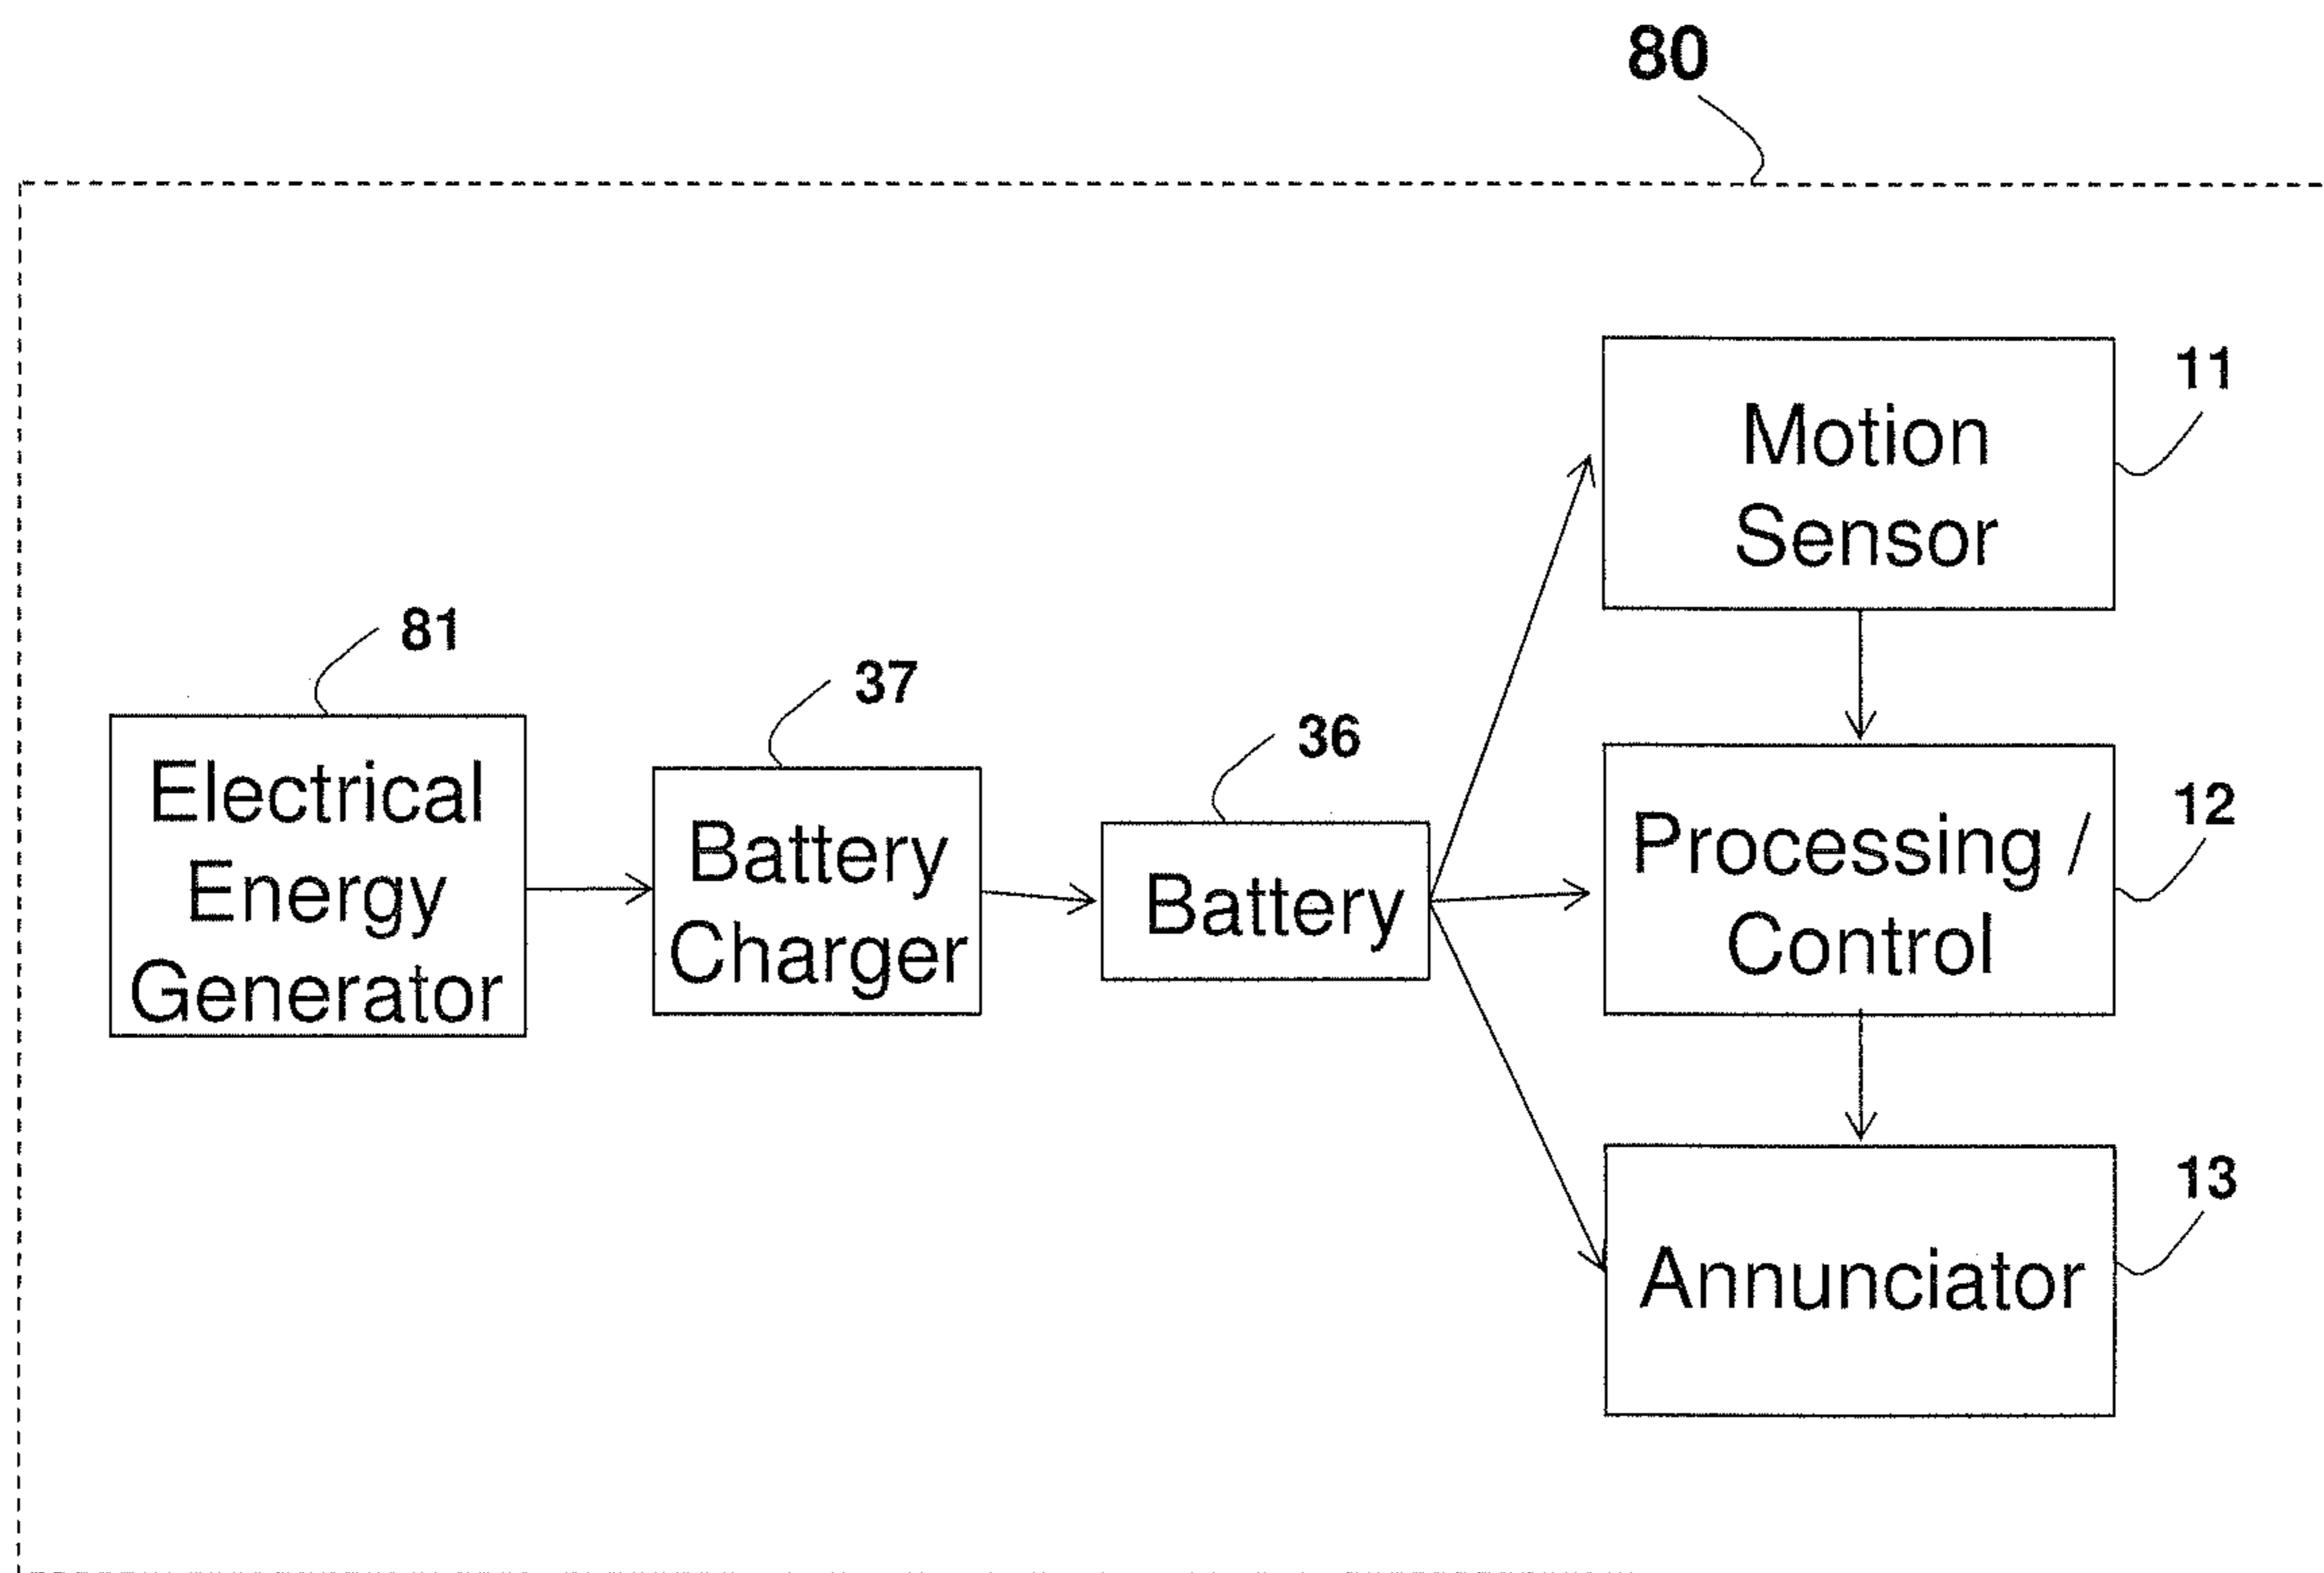 80
11
Motion
Sensor
81
37
36
Electrical
Energy
Generator
Battery
Charger
Battery
12
Processing /
Control
13
Annunciator